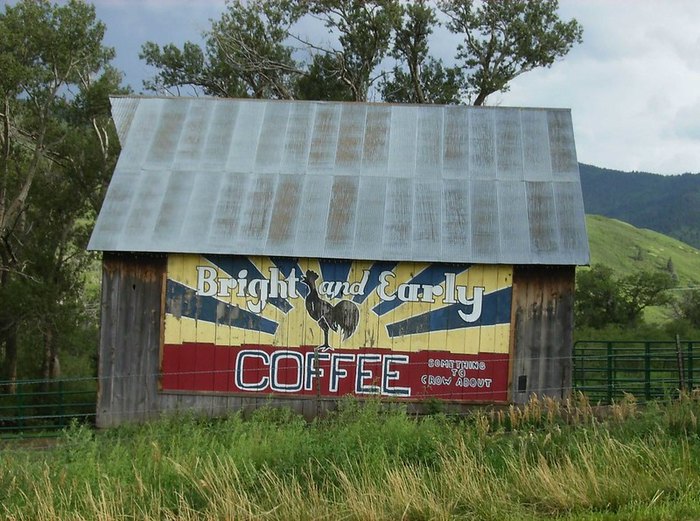 Bright and Early
COFFEE
SOMETHING
TO
CROW ABOUT